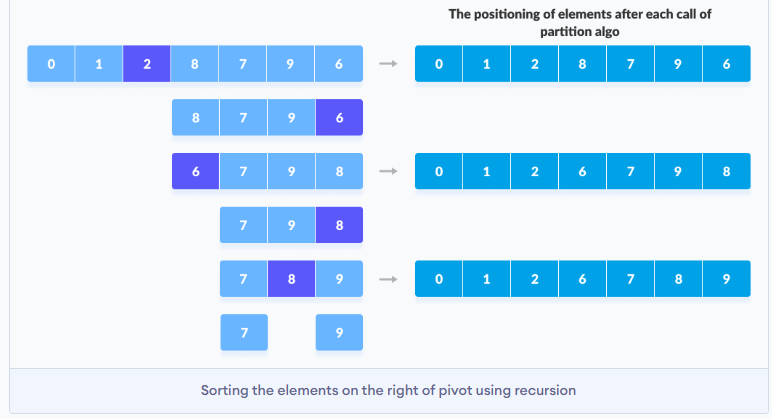 The positioning of elements after each call of
partition algo
0 1 2 8 7 9 6 0 1 2 8 7 9 6
8 7 9 6
6 7 9 8 0 1 2 6 7 9 8
7 9 8
7 8 9 0 1 2 6 7 8 9
7 9
Sorting the elements on the right of pivot using recursion